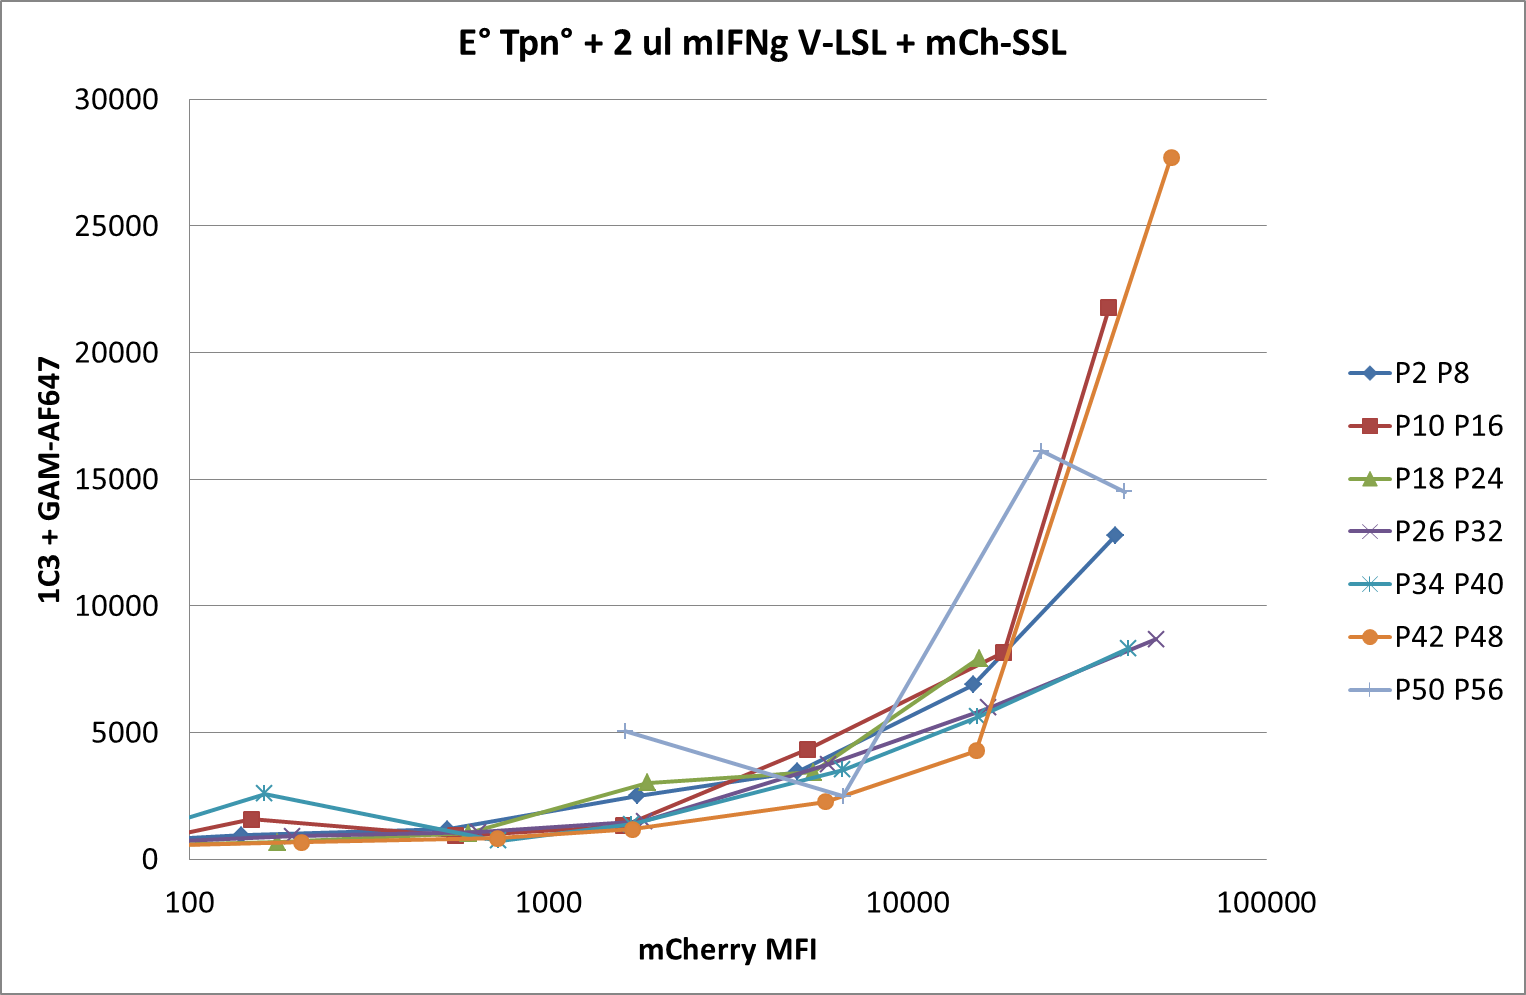 E° Tpn° + 2 ul mIFNg V-LSL + mCh-SSL
30000
25000
20000
15000
10000
5000
0
1C3 + GAM-AF647
100
1000
10000
100000
mCherry MFI
P2 P8
P10 P16
P18 P24
P26 P32
P34 P40
P42 P48
P50 P56